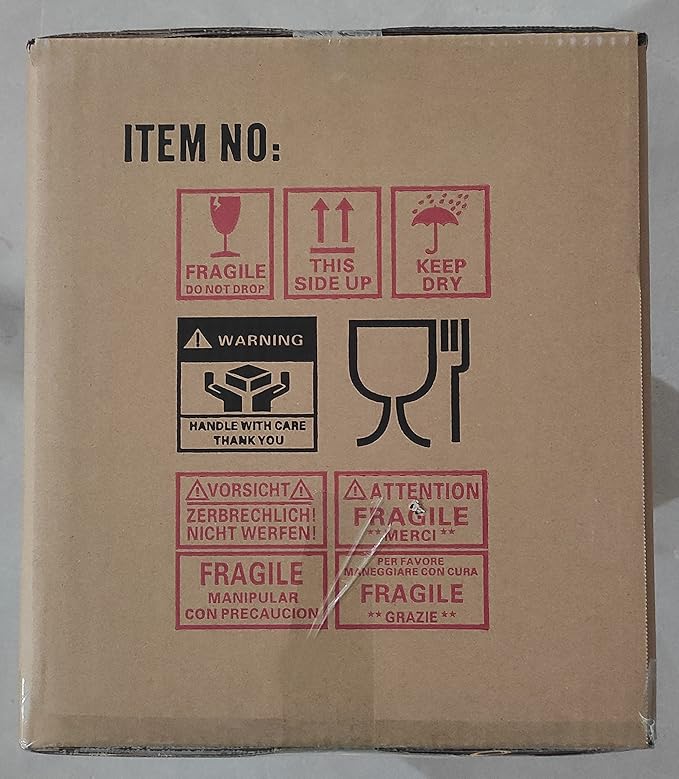 ITEM NO:
FRAGILE
DO NOT DROP
THIS
SIDE UP
KEEP
DRY
WARNING
HANDLE WITH CARE
THANK YOU
VORSICHT
ZERBRECHLICH!
NICHT WERFEN!
ATTENTION
FRAGILE
**MERCI**
FRAGILE
MANIPULAR
CON PRECAUCION
PER FAVORE
MANEGGIARE CON CURA
FRAGILE
**GRAZIE**